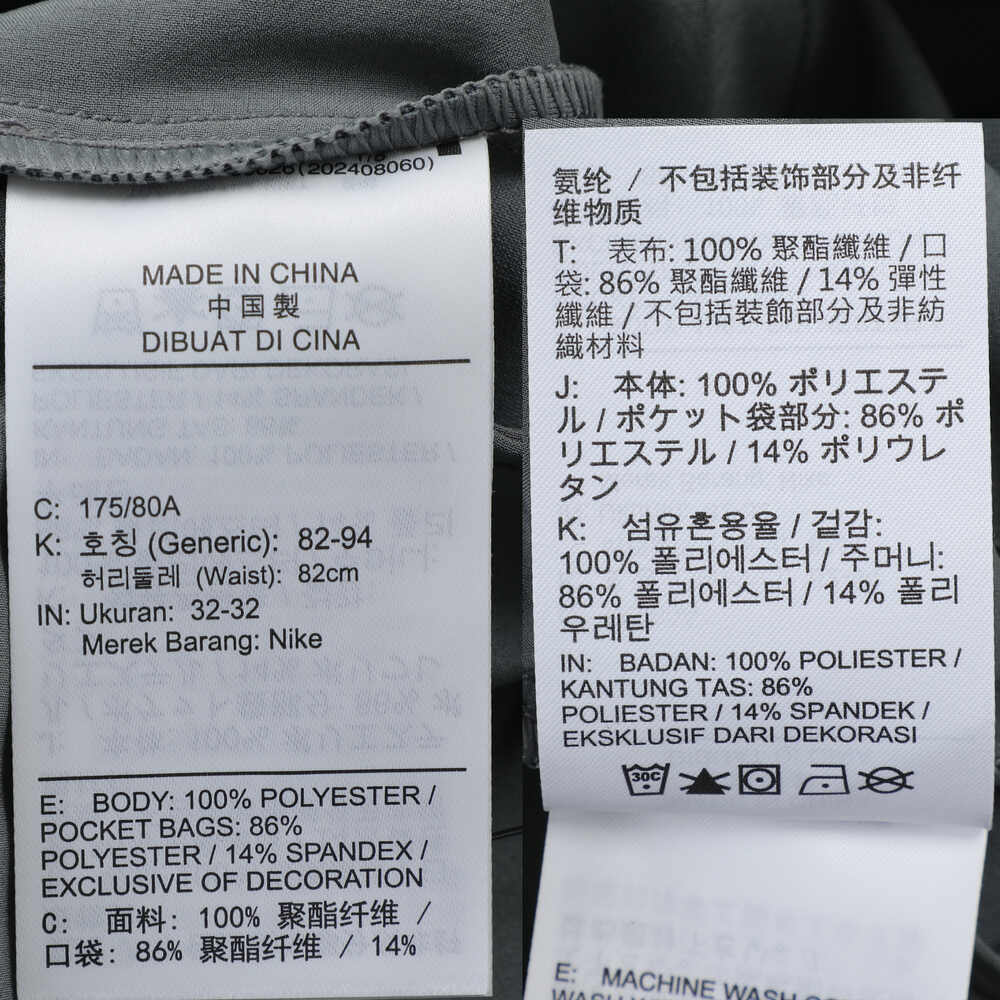 (202408060)
MADE IN CHINA
中国製
DIBUAT DI CINA
C: 175/80A
K: 호칭 (Generic): 82-94
허리둘레 (Waist): 82cm
IN: Ukuran: 32-32
Merek Barang: Nike
E: BODY: 100% POLYESTER /
POCKET BAGS: 86%
POLYESTER / 14% SPANDEX /
EXCLUSIVE OF DECORATION
C: 面料: 100% 聚酯纤维 /
口袋: 86% 聚酯纤维 / 14%
氨纶 / 不包括装饰部分及非纤
维物质
T: 表布: 100% 聚酯纖維 / 口
袋: 86% 聚酯纖維 / 14% 彈性
纖維 / 不包括裝飾部分及非紡
織材料
J: 本体: 100% ポリエステ
ル / ポケット袋部分: 86% ポ
リエステル / 14% ポリウレ
タン
K: 섬유혼용율 / 겉감:
100% 폴리에스터 / 주머니:
86% 폴리에스터 / 14% 폴리
우레탄
IN: BADAN: 100% POLIESTER /
KANTUNG TAS: 86%
POLIESTER / 14% SPANDEK /
EKSKLUSIF DARI DEKORASI
30C
E: MACHINE WASH